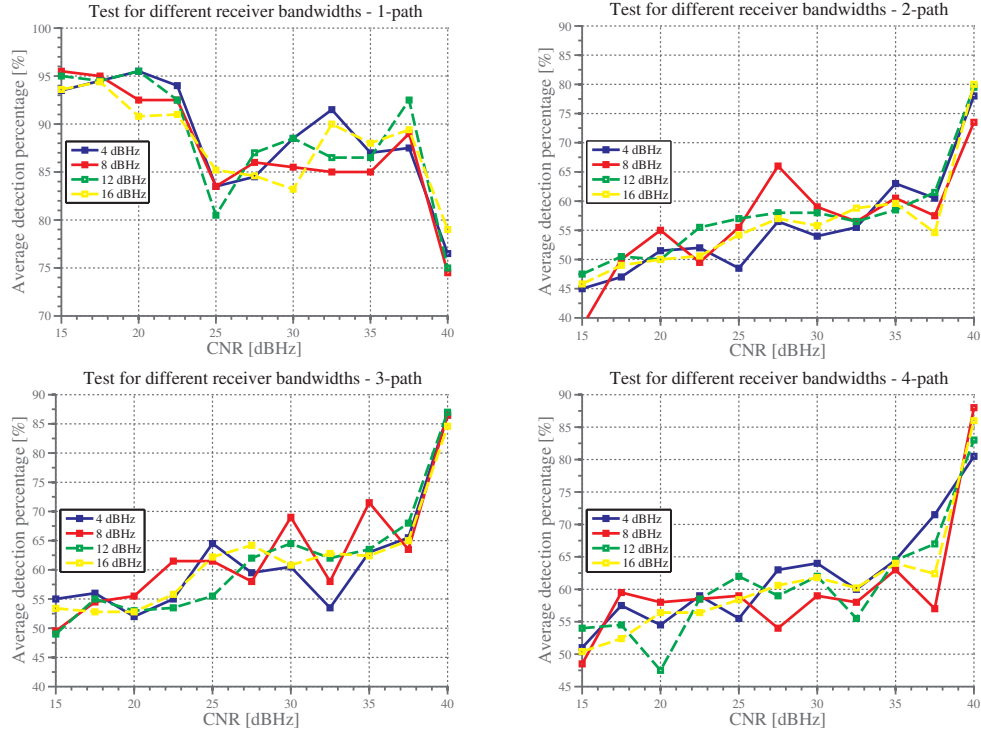 Test for different receiver bandwidths - 1-path
Average detection percentage [%]
100
95
90
85
80
75
70
4 dBHz
8 dBHz
12 dBHz
16 dBHz
15
20
25
30
35
40
CNR [dBHz]
Test for different receiver bandwidths - 2-path
Average detection percentage [%]
90
85
80
75
70
65
60
55
50
45
40
4 dBHz
8 dBHz
12 dBHz
16 dBHz
15
20
25
30
35
40
CNR [dBHz]
Test for different receiver bandwidths - 3-path
Average detection percentage [%]
90
85
80
75
70
65
60
55
50
45
40
4 dBHz
8 dBHz
12 dBHz
16 dBHz
15
20
25
30
35
40
CNR [dBHz]
Test for different receiver bandwidths - 4-path
Average detection percentage [%]
90
85
80
75
70
65
60
55
50
45
4 dBHz
8 dBHz
12 dBHz
16 dBHz
15
20
25
30
35
40
CNR [dBHz]